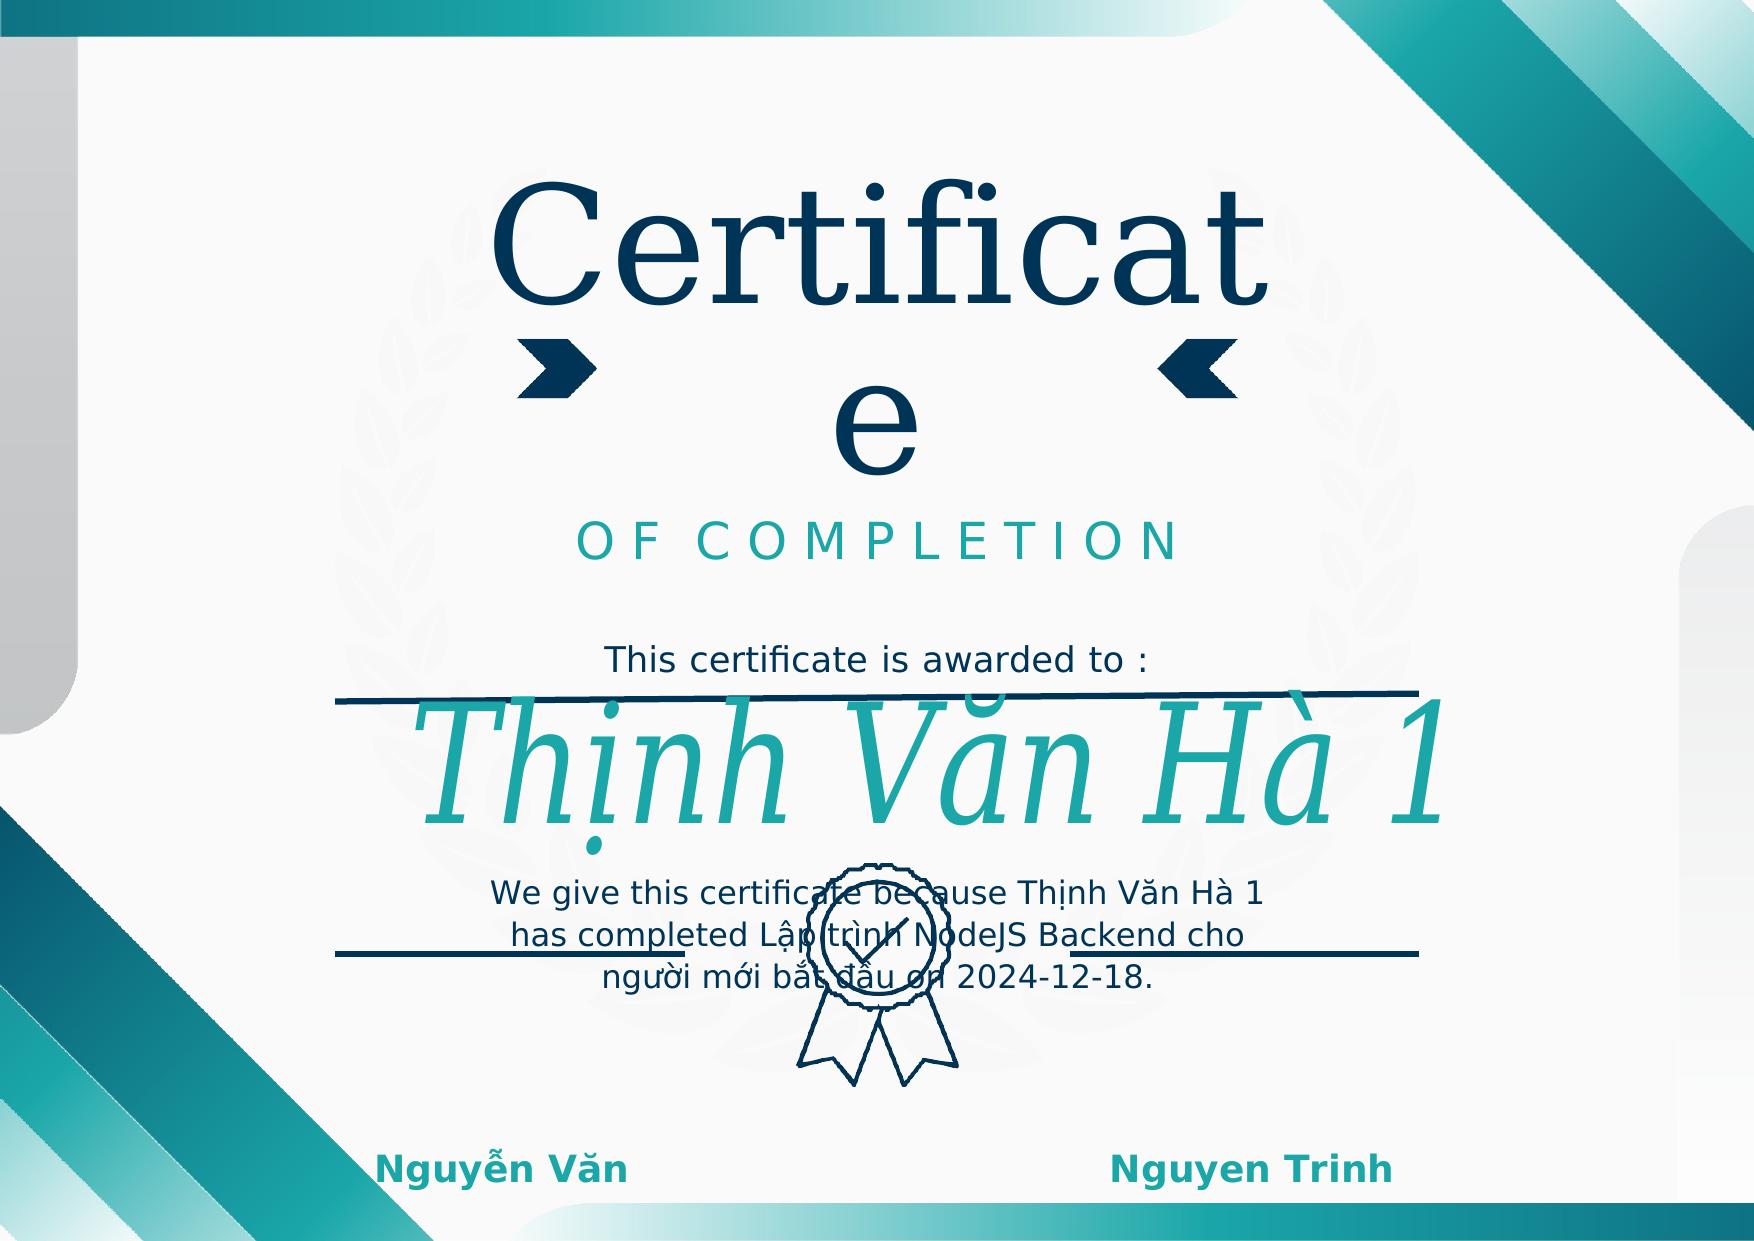 Certificat
e
OF COMPLETION
This certificate is awarded to :
Thịnh Văn Hà 1
We give this certificate because Thịnh Văn Hà 1
has completed Lập trình NodeJS Backend cho
người mới bắt đầu on 2024-12-18.
Nguyễn Văn
Nguyen Trinh